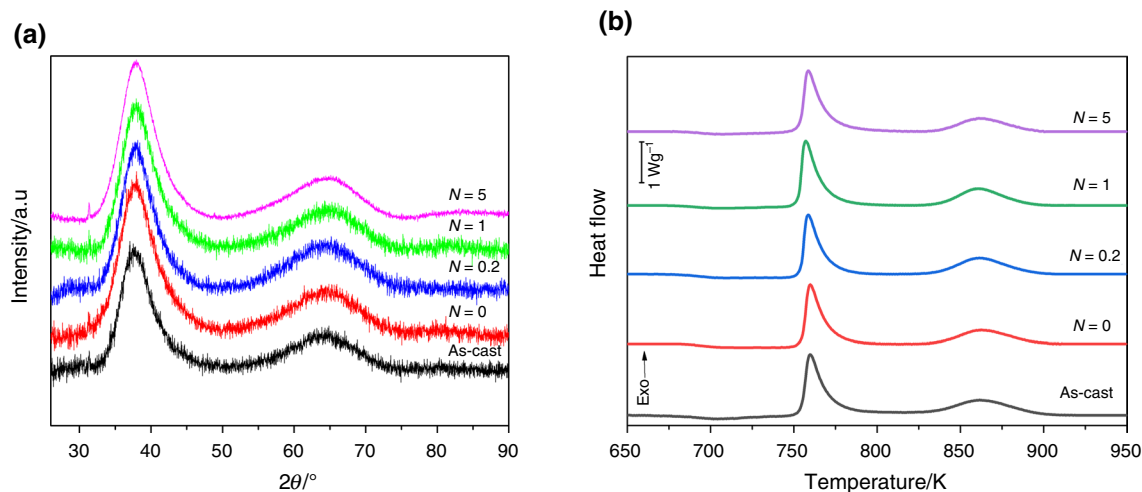 (a)
Intensity/a.u
N = 5
N = 1
N = 0.2
N = 0
As-cast
30 40 50 60 70 80 90
2θ/°
(b)
Heat flow
1 Wg⁻¹
Exo
N = 5
N = 1
N = 0.2
N = 0
As-cast
650 700 750 800 850 900 950
Temperature/K